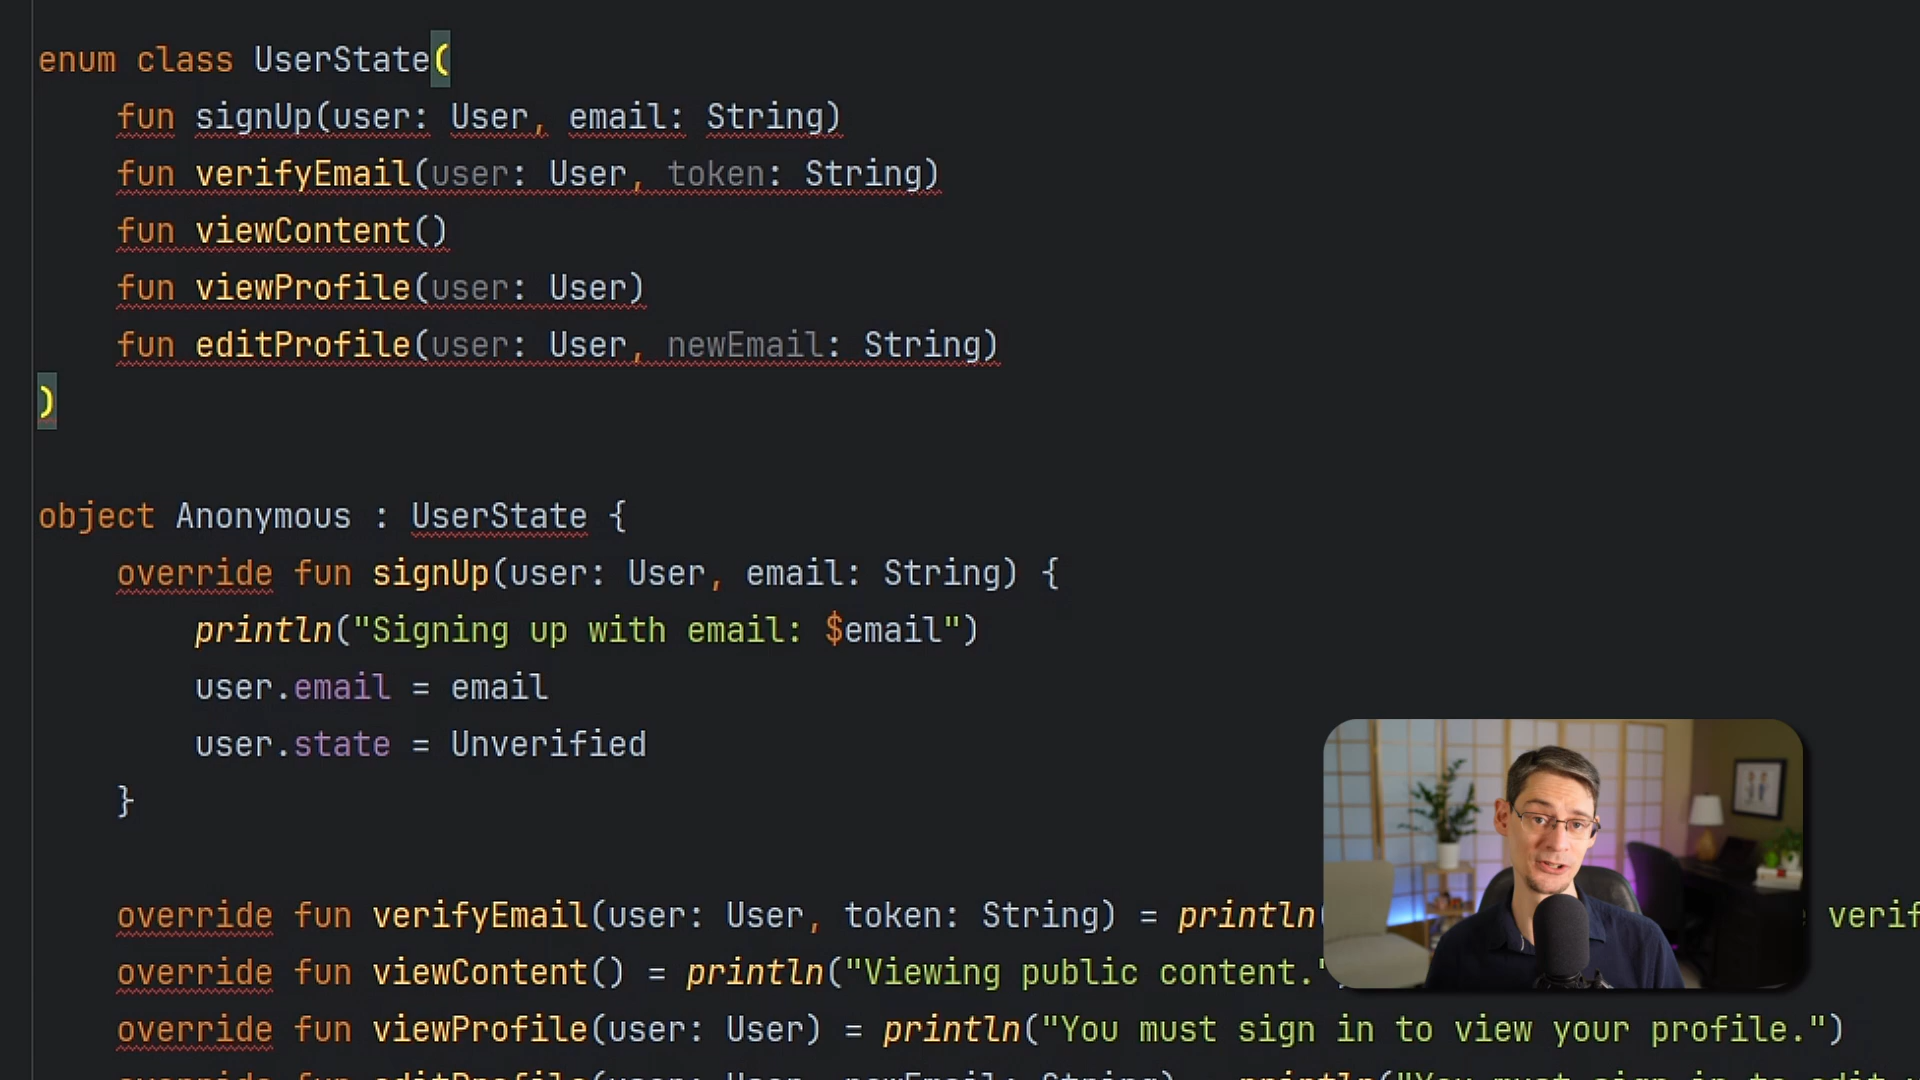 enum class UserState(
fun signUp(user: User, email: String)
fun verifyEmail(user: User, token: String)
fun viewContent()
fun viewProfile(user: User)
fun editProfile(user: User, newEmail: String)
)
object Anonymous : UserState {
override fun signUp(user: User, email: String) {
println("Signing up with email: $email")
user.email = email
user.state = Unverified
}
override fun verifyEmail(user: User, token: String) = println(
override fun viewContent() = println("Viewing public content."
override fun viewProfile(user: User) = println("You must sign in to view your profile.")